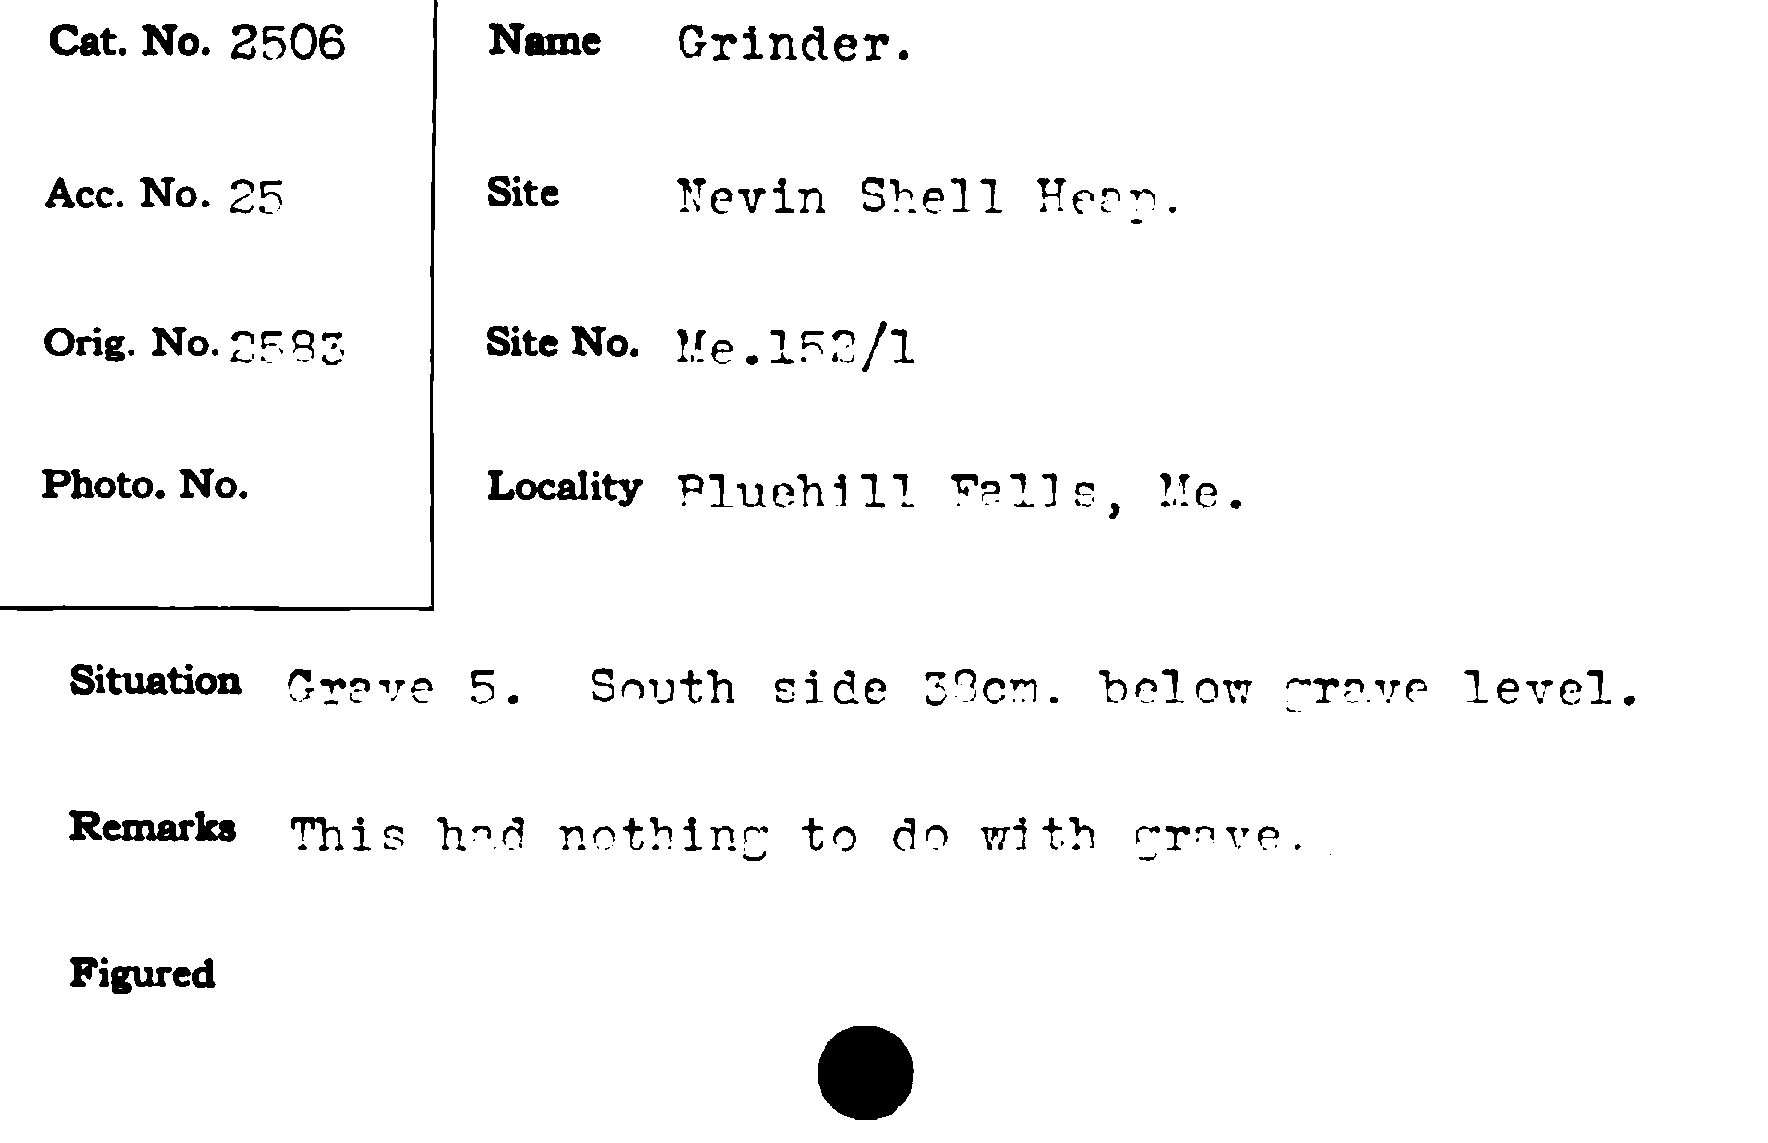 Cat. No. 2506
Name Grinder.
Acc. No. 25
Site Nevin Shell Heap.
Orig. No. 2583
Site No. Me.152/1
Photo. No.
Locality Bluehill Falls, Me.
Situation Grave 5. South side 38cm. below grave level.
Remarks This had nothing to do with grave.
Figured